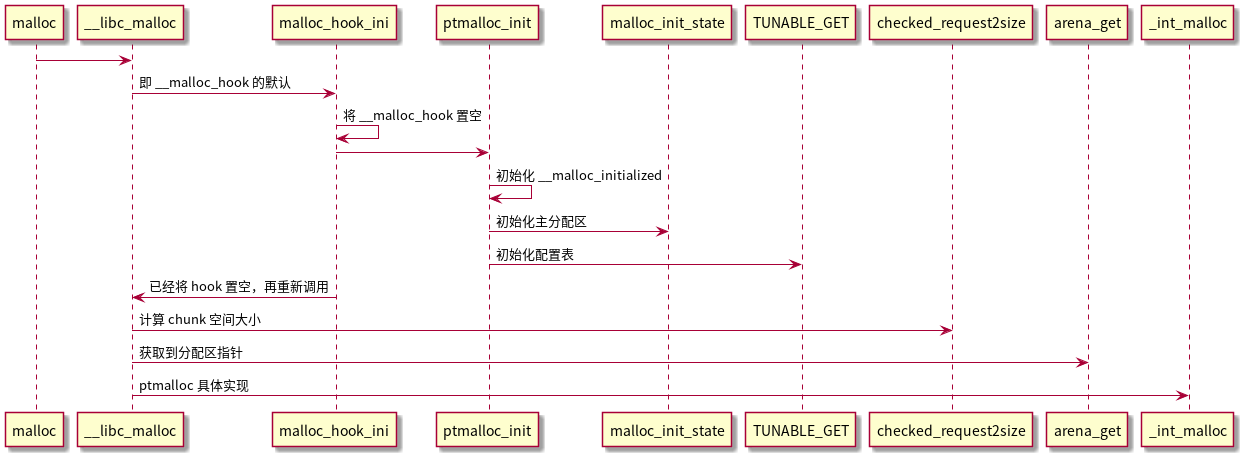 malloc
__libc_malloc
malloc_hook_ini
ptmalloc_init
malloc_init_state
TUNABLE_GET
checked_request2size
arena_get
_int_malloc
即 __malloc_hook 的默认
将 __malloc_hook 置空
初始化 __malloc_initialized
初始化主分配区
初始化配置表
已经将 hook 置空，再重新调用
计算 chunk 空间大小
获取到分配区指针
ptmalloc 具体实现
malloc
__libc_malloc
malloc_hook_ini
ptmalloc_init
malloc_init_state
TUNABLE_GET
checked_request2size
arena_get
_int_malloc